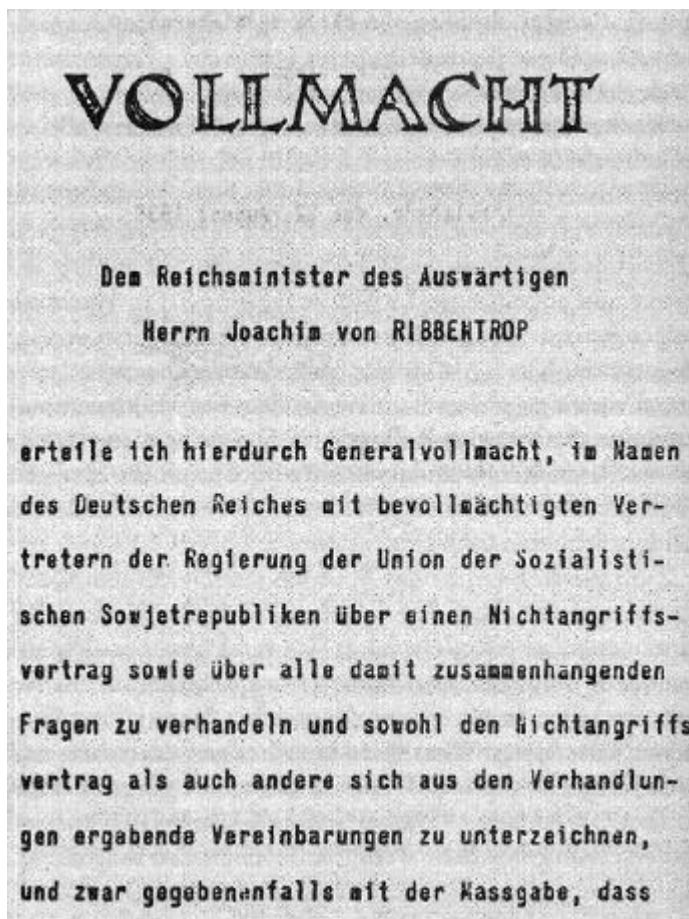 VOLLMACHT
Dem Reichsminister des Auswärtigen
Herrn Joachim von RIBBENTROP
erteile ich hierdurch Generalvollmacht, im Namen
des Deutschen Reiches mit bevollmächtigten Ver-
tretern der Regierung der Union der Sozialisti-
schen Sowjetrepubliken über einen Nichtangriffs-
vertrag sowie über alle damit zusammenhängenden
Fragen zu verhandeln und sowohl den Nichtangriffs
vertrag als auch andere sich aus den Verhandlun-
gen ergebende Vereinbarungen zu unterzeichnen,
und zwar gegebenenfalls mit der Massgabe, dass